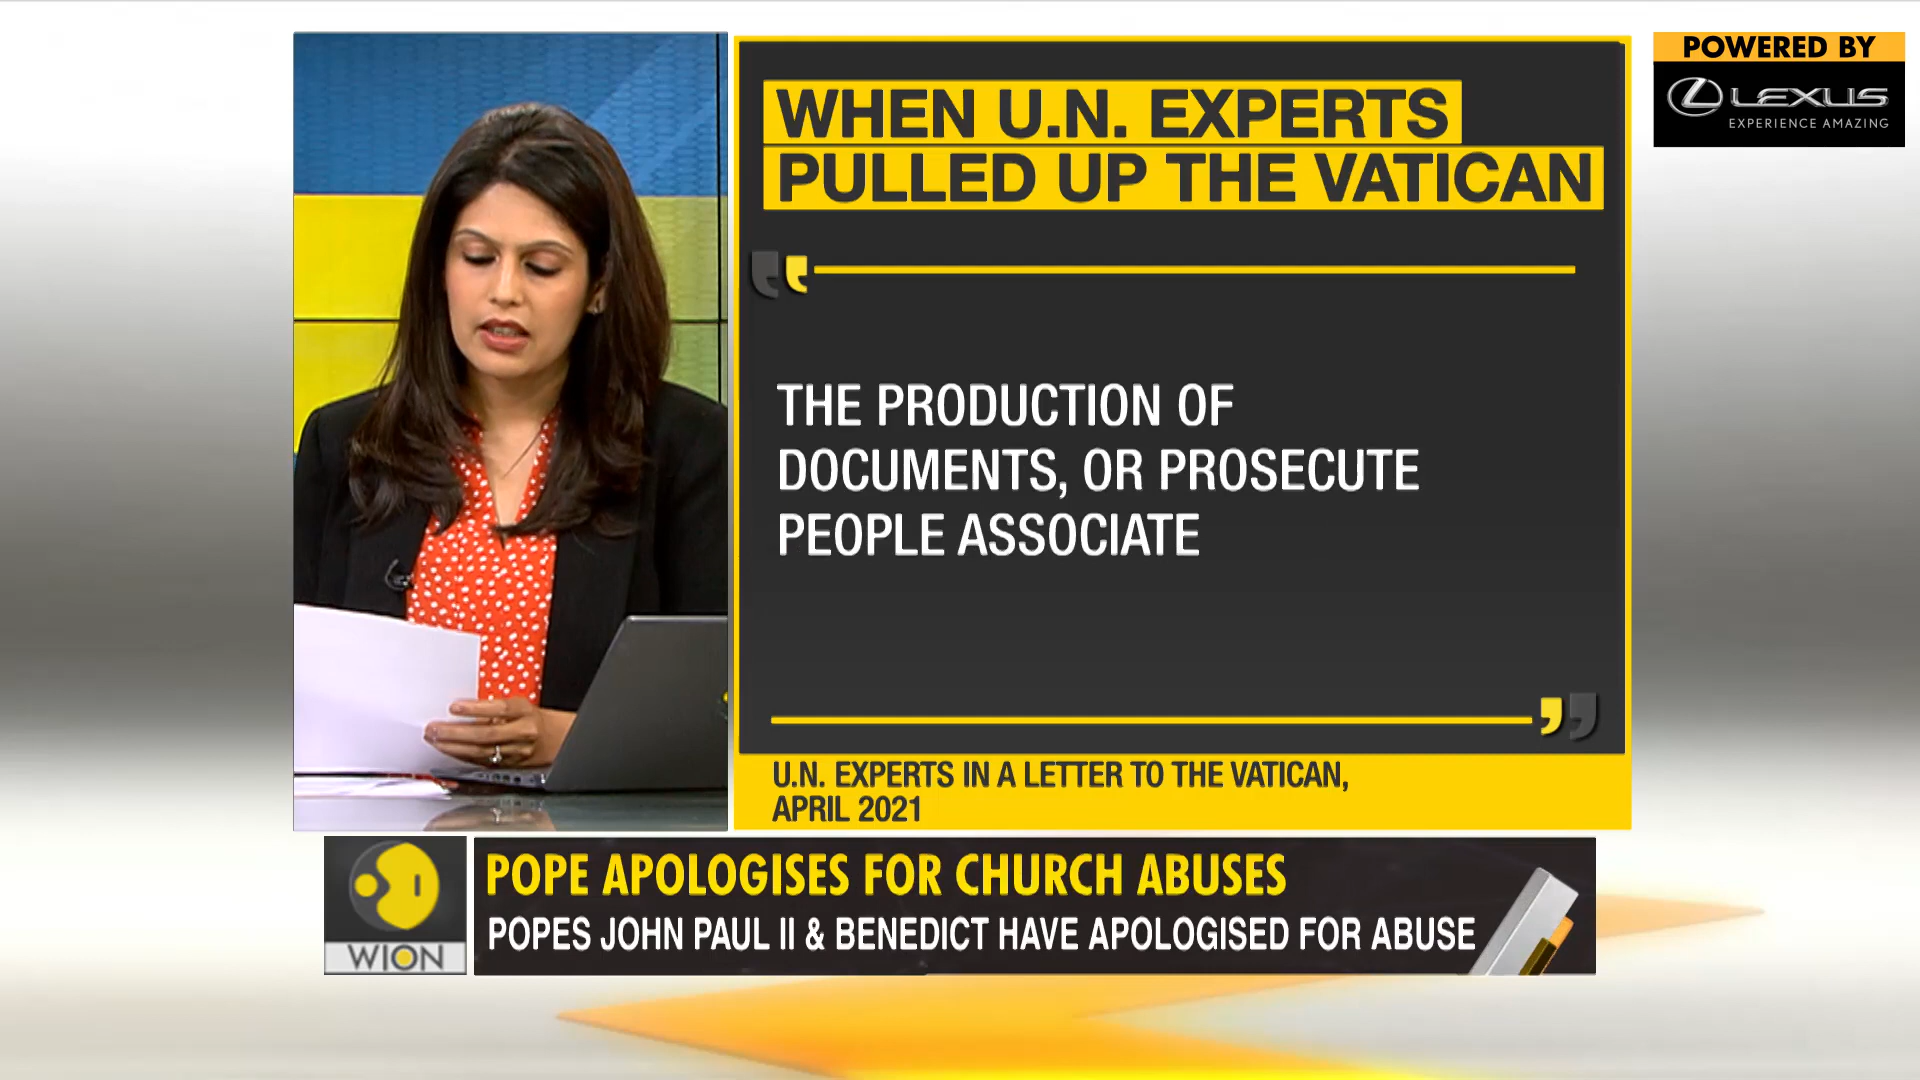 POWERED BY
LEXUS
EXPERIENCE AMAZING
WHEN U.N. EXPERTS
PULLED UP THE VATICAN
THE PRODUCTION OF
DOCUMENTS, OR PROSECUTE
PEOPLE ASSOCIATE
U.N. EXPERTS IN A LETTER TO THE VATICAN,
APRIL 2021
POPE APOLOGISES FOR CHURCH ABUSES
POPES JOHN PAUL II & BENEDICT HAVE APOLOGISED FOR ABUSE
WION